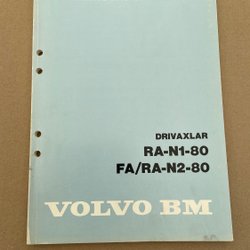 DRIVAXLAR
RA-N1-80
FA/RA-N2-80
VOLVO BM